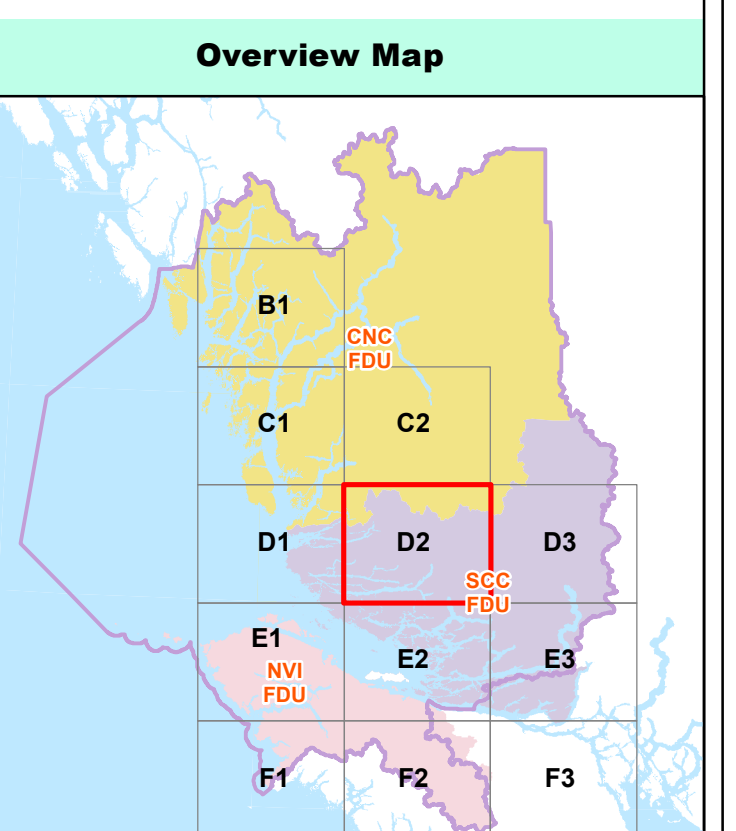 Overview Map
B1
CNC
FDU
C1
C2
D1
D2
D3
SCC
FDU
E1
E2
E3
NVI
FDU
F1
F2
F3